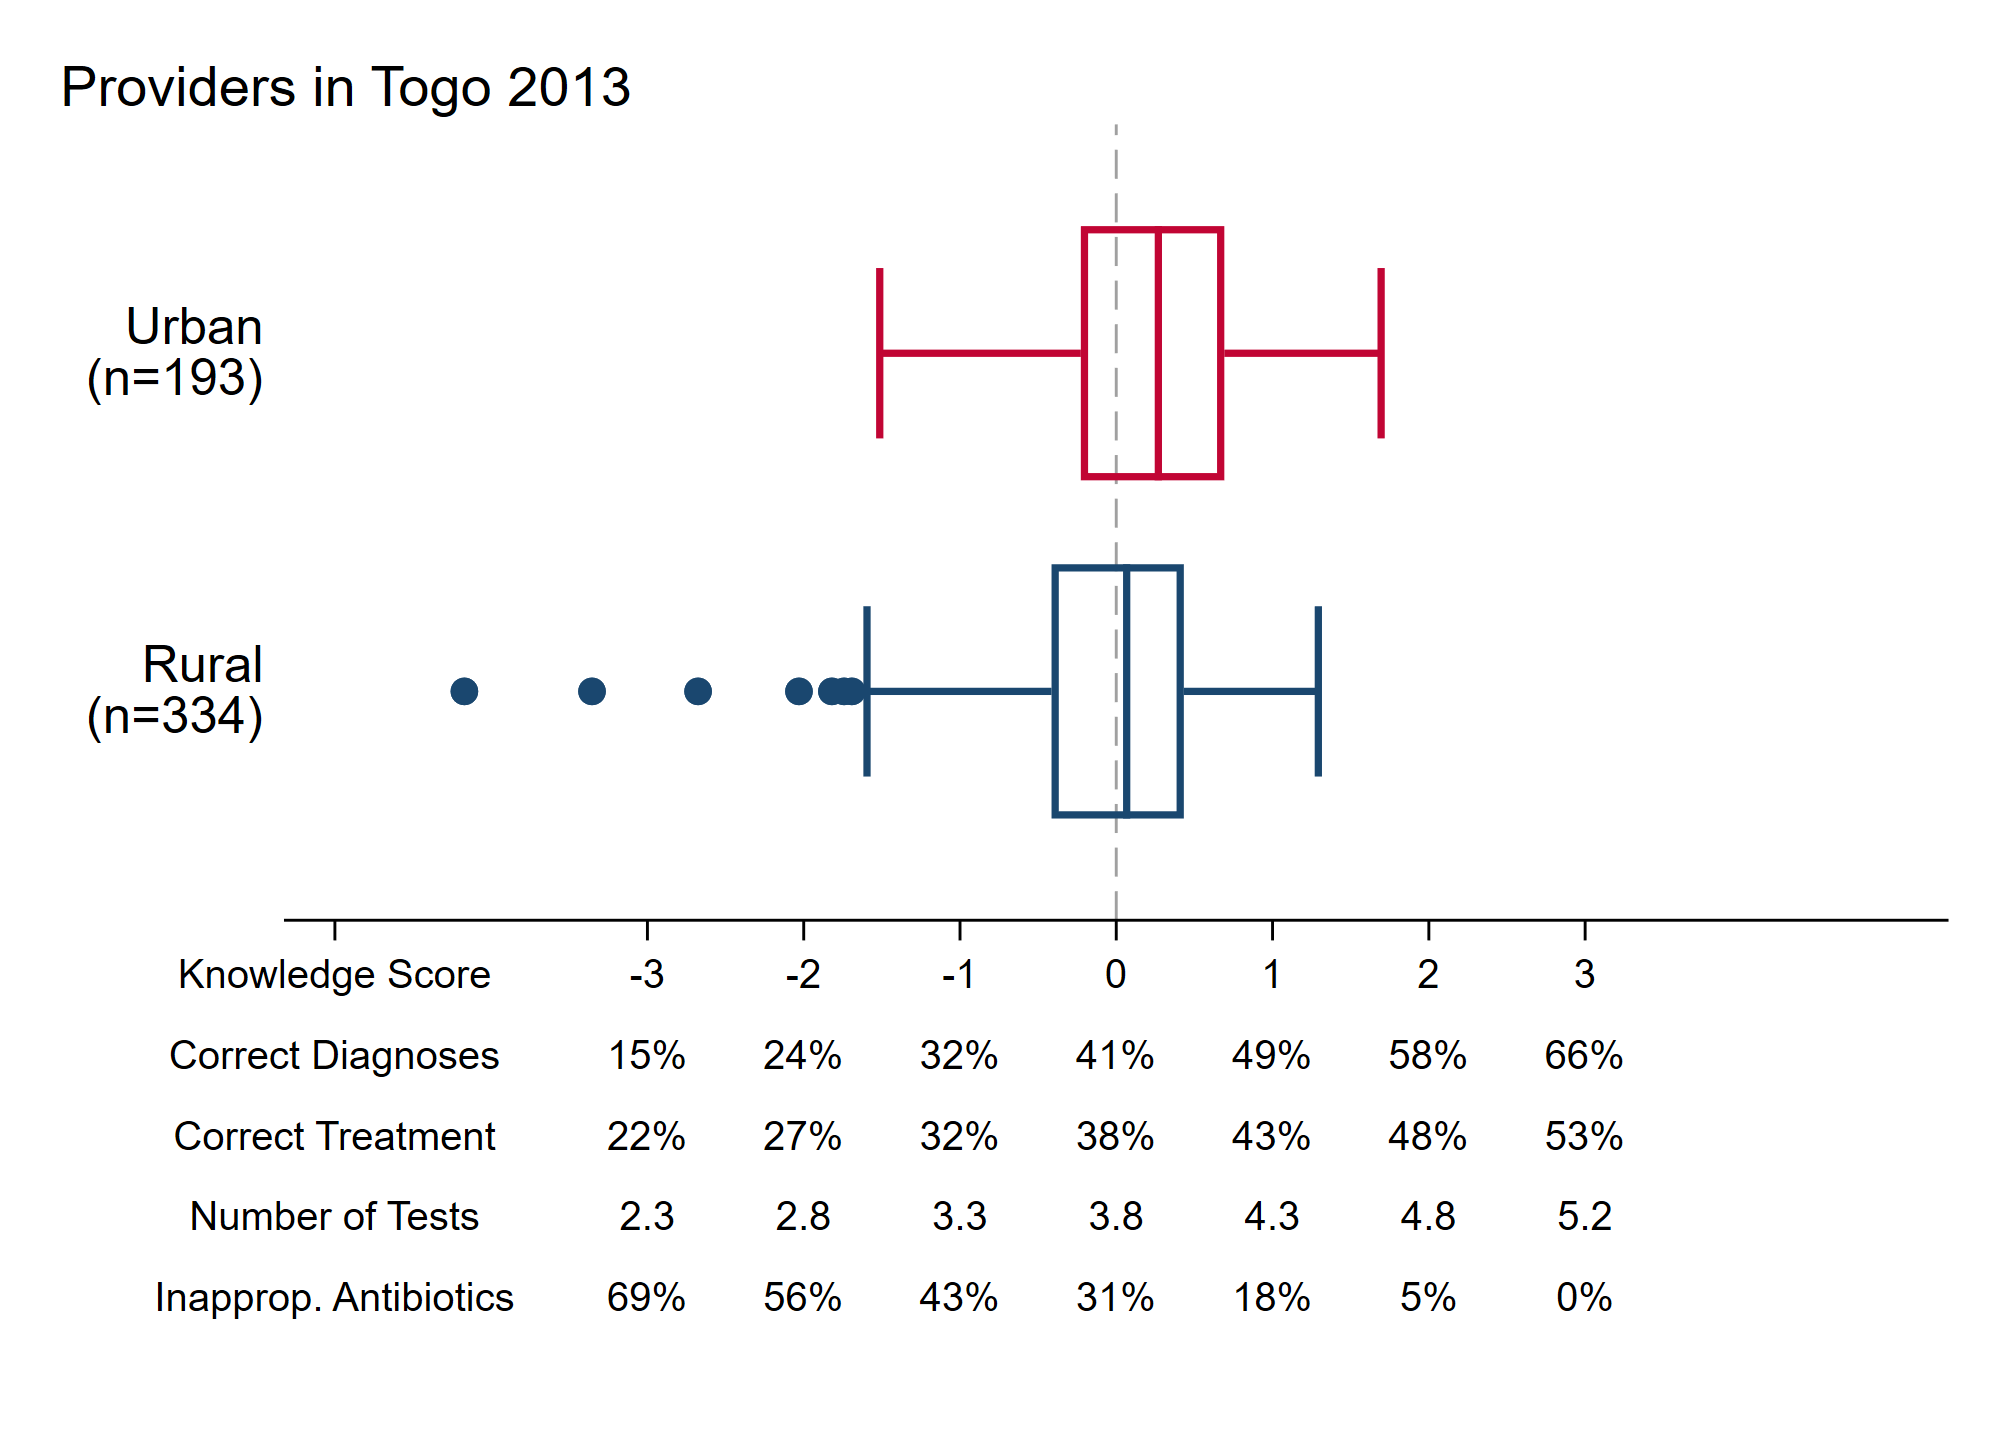 Providers in Togo 2013
Urban
(n=193)
Rural
(n=334)
Knowledge Score -3 -2 -1 0 1 2 3
Correct Diagnoses 15% 24% 32% 41% 49% 58% 66%
Correct Treatment 22% 27% 32% 38% 43% 48% 53%
Number of Tests 2.3 2.8 3.3 3.8 4.3 4.8 5.2
Inapprop. Antibiotics 69% 56% 43% 31% 18% 5% 0%